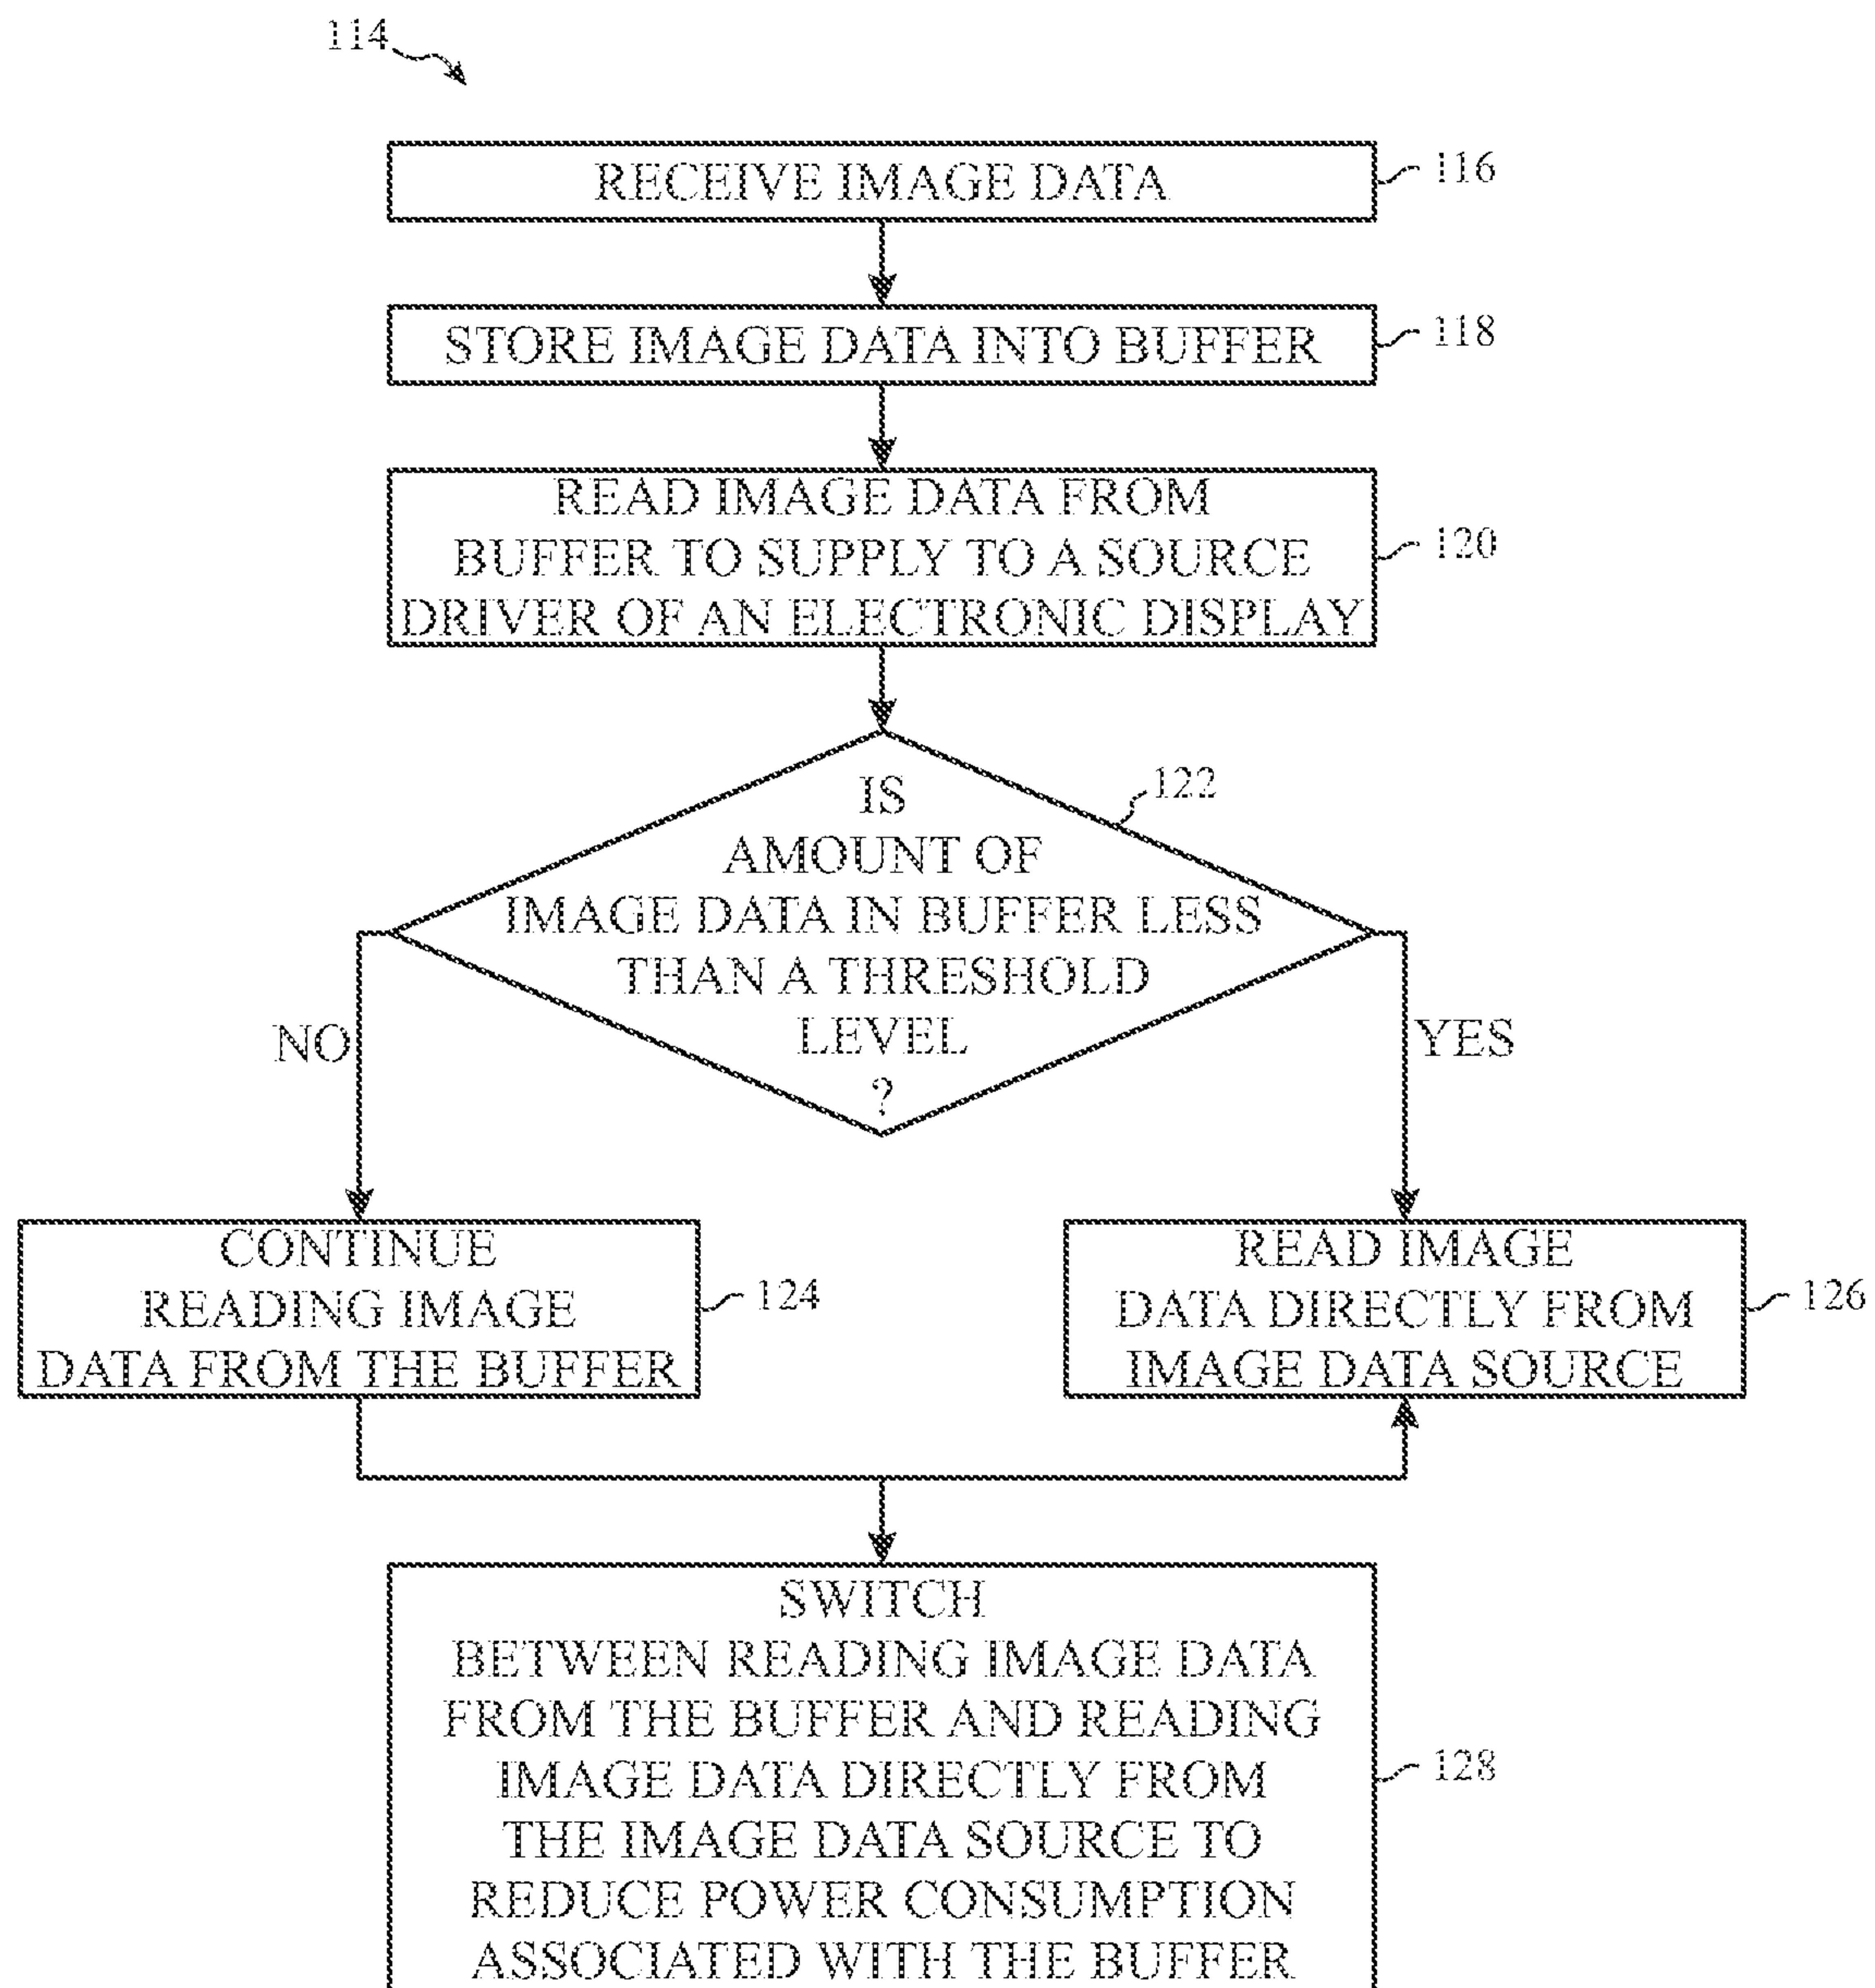 114
RECEIVE IMAGE DATA
116
STORE IMAGE DATA INTO BUFFER
118
READ IMAGE DATA FROM
BUFFER TO SUPPLY TO A SOURCE
DRIVER OF AN ELECTRONIC DISPLAY
120
IS
AMOUNT OF
IMAGE DATA IN BUFFER LESS
THAN A THRESHOLD
LEVEL
?
122
NO
YES
CONTINUE
READING IMAGE
DATA FROM THE BUFFER
124
READ IMAGE
DATA DIRECTLY FROM
IMAGE DATA SOURCE
126
SWITCH
BETWEEN READING IMAGE DATA
FROM THE BUFFER AND READING
IMAGE DATA DIRECTLY FROM
THE IMAGE DATA SOURCE TO
REDUCE POWER CONSUMPTION
ASSOCIATED WITH THE BUFFER
128